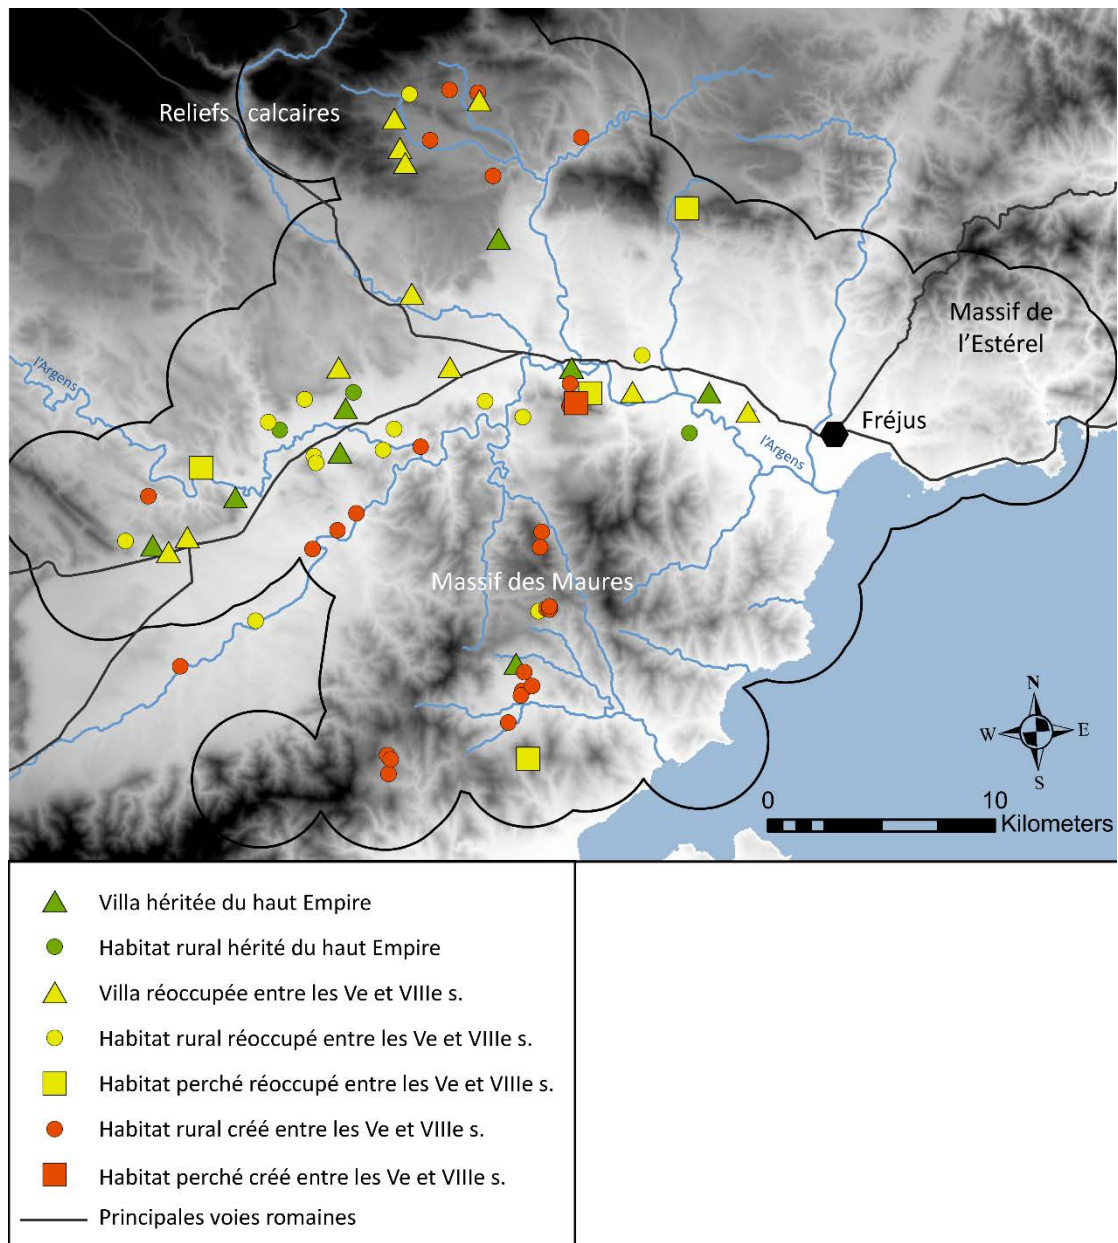 Reliefs calcaires
Massif de
l'Estérel
l'Argens
Fréjus
l'Argens
Massif des Maures
N
W
E
S
0
10
Kilometers
Villa héritée du haut Empire
Habitat rural hérité du haut Empire
Villa réoccupée entre les Ve et VIIIe s.
Habitat rural réoccupé entre les Ve et VIIIe s.
Habitat perché réoccupé entre les Ve et VIIIe s.
Habitat rural créé entre les Ve et VIIIe s.
Habitat perché créé entre les Ve et VIIIe s.
Principales voies romaines